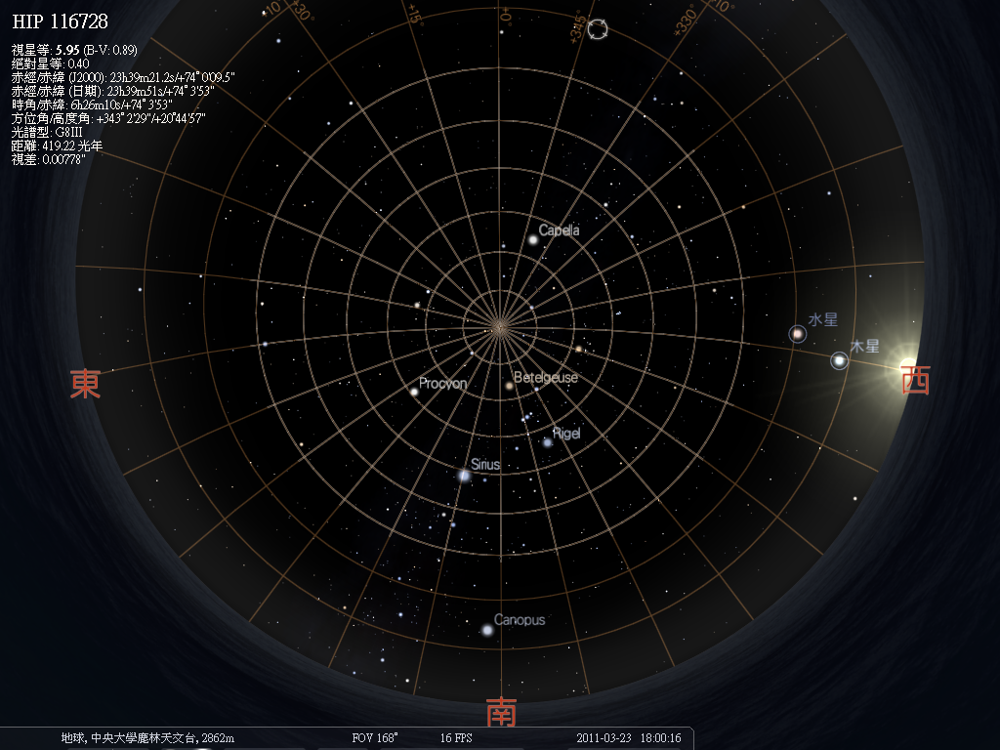 HIP 116728
視星等: 5.95 (B-V: 0.89)
絕對星等: 0.40
赤經/赤緯 (J2000): 23h39m21.2s/+74°0'09.5"
赤經/赤緯 (日期): 23h39m51s/+74°3'53"
時角/赤緯: 6h26m10s/+74°3'53"
方位角/高度角: +343°2'29"/+20°44'57"
光譜型: G8III
距離: 419.22 光年
視差: 0.00778"
+30°
+15
+0°
+345°
+330°
+10°
Capella
水星
木星
東
Procyon
Betelgeuse
西
Rigel
Sirius
Canopus
南
地球, 中央大學鹿林天文台, 2862m FOV 168° 16 FPS 2011-03-23 18:00:16